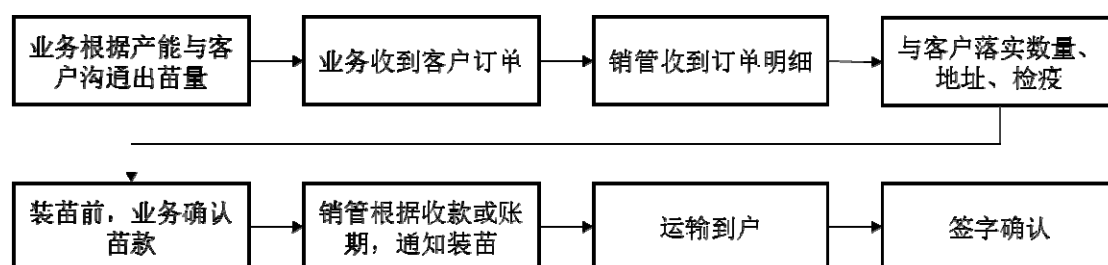 业务根据产能与客
户沟通出苗量
业务收到客户订单
销管收到订单明细
与客户落实数量、
地址、检疫
装苗前，业务确认
苗款
销管根据收款或账
期，通知装苗
运输到户
签字确认